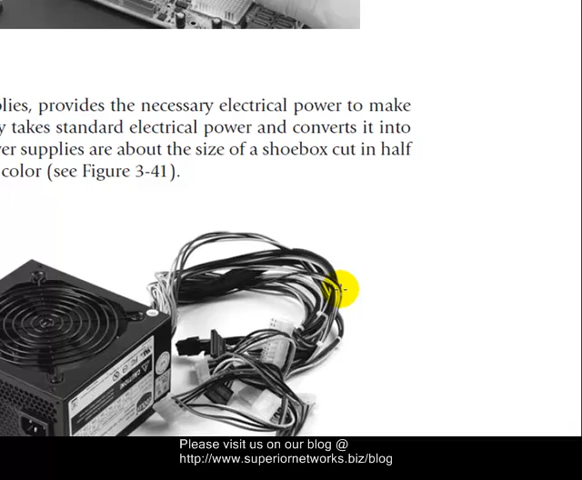 plies, provides the necessary electrical power to make
y takes standard electrical power and converts it into
er supplies are about the size of a shoebox cut in half
color (see Figure 3-41).
CAUTION!
Please visit us on our blog @
http://www.superiornetworks.biz/blog